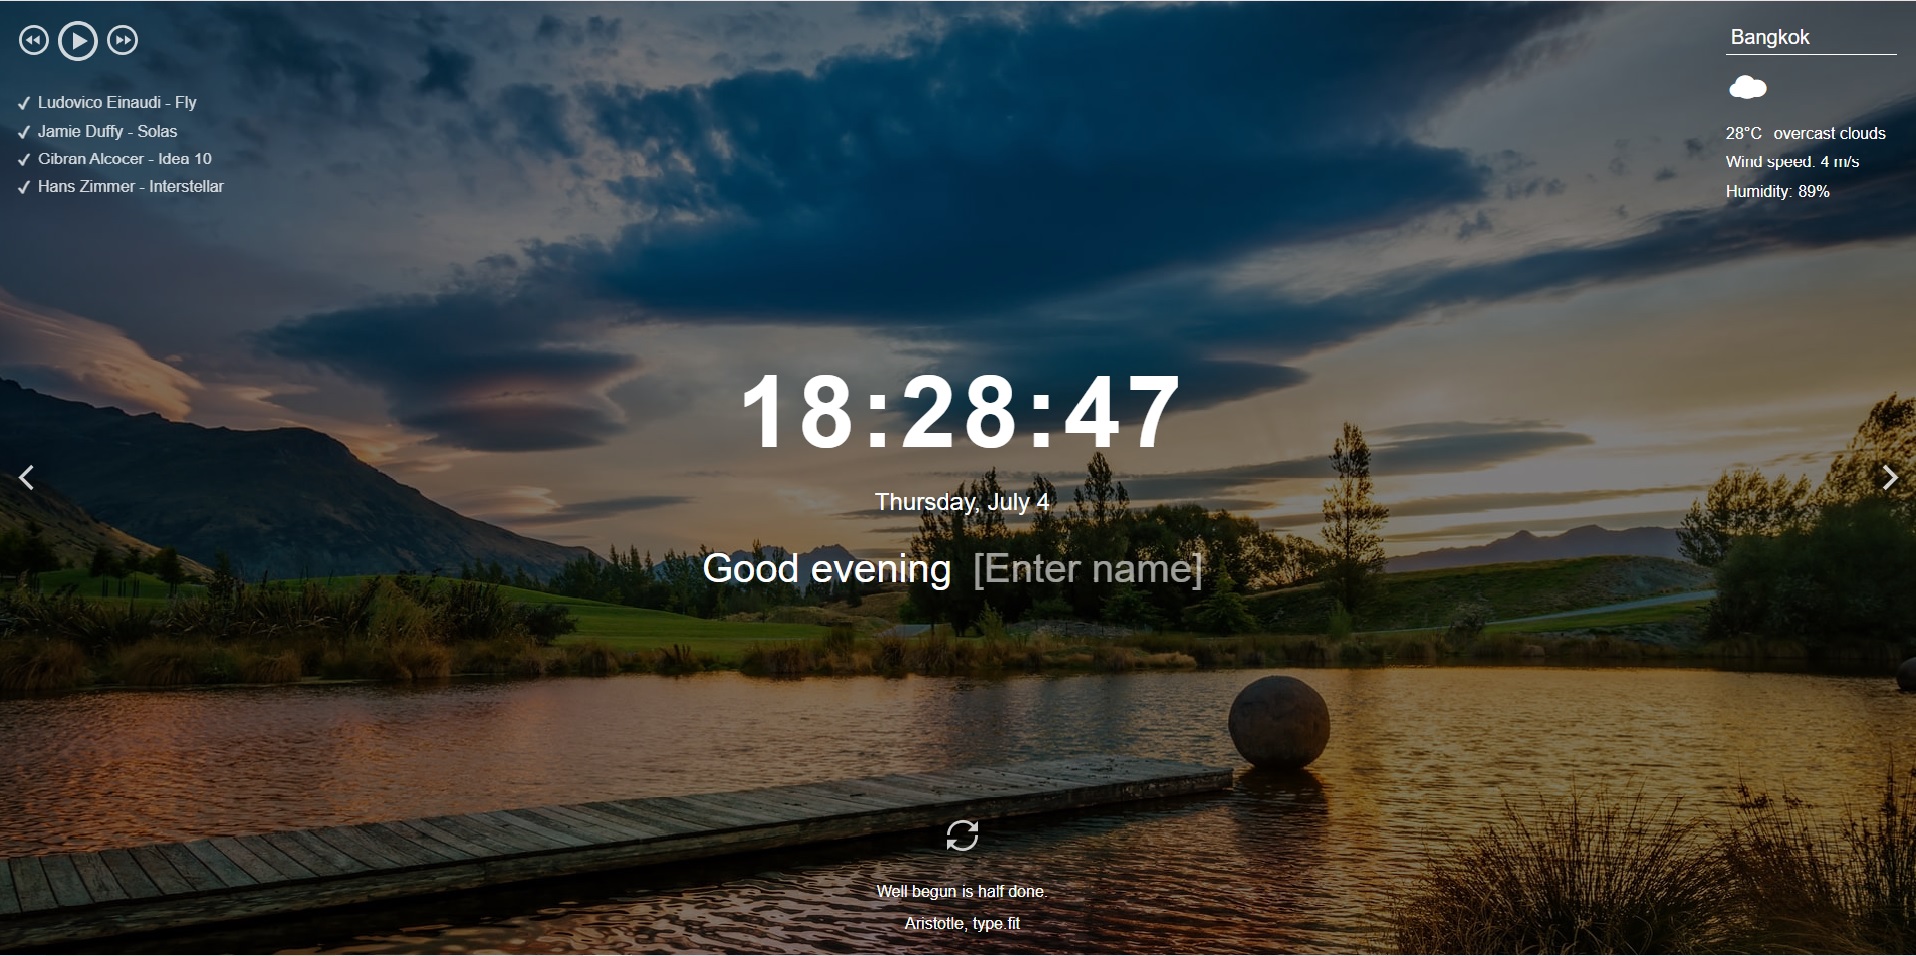 Bangkok
Ludovico Einaudi - Fly
Jamie Duffy - Solas
Gibran Alcocer - Idea 10
Hans Zimmer - Interstellar
28°C overcast clouds
Wind speed: 4 m/s
Humidity: 89%
18:28:47
Thursday, July 4
Good evening [Enter name]
Well begun is half done.
Aristotle, type.fit